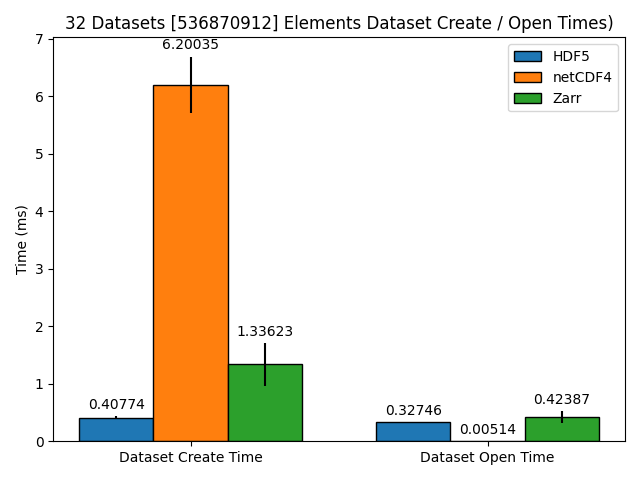 32 Datasets [536870912] Elements Dataset Create / Open Times)
HDF5
netCDF4
Zarr
Time (ms)
7
6
5
4
3
2
1
0
6.20035
1.33623
0.40774
0.32746
0.00514
0.42387
Dataset Create Time
Dataset Open Time